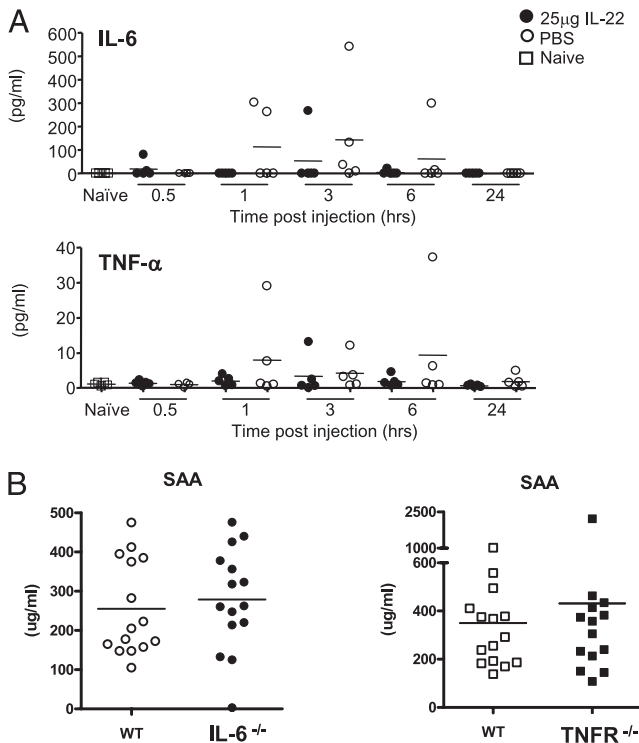 A
IL-6
25µg IL-22
PBS
Naive
(pg/ml)
600
500
400
300
200
100
0
Naïve 0.5 1 3 6 24
Time post injection (hrs)
TNF-α
(pg/ml)
40
30
20
10
0
Naïve 0.5 1 3 6 24
Time post injection (hrs)
B
SAA
(ug/ml)
500
400
300
200
100
0
WT IL-6 -/-
SAA
(ug/ml)
2500
1000
600
400
200
0
WT TNFR -/-